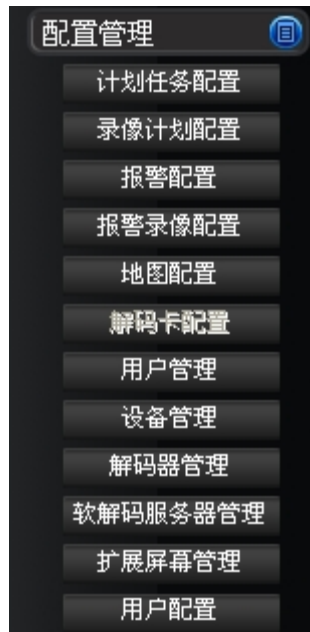 配置管理
计划任务配置
录像计划配置
报警配置
报警录像配置
地图配置
解码卡配置
用户管理
设备管理
解码器管理
软解码服务器管理
扩展屏幕管理
用户配置